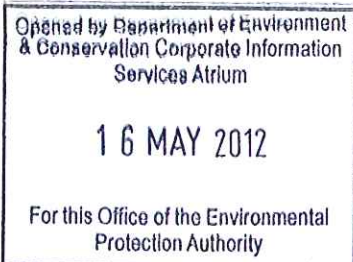 Opened by Department of Environment
& Conservation Corporate Information
Services Atrium
16 MAY 2012
For this Office of the Environmental
Protection Authority